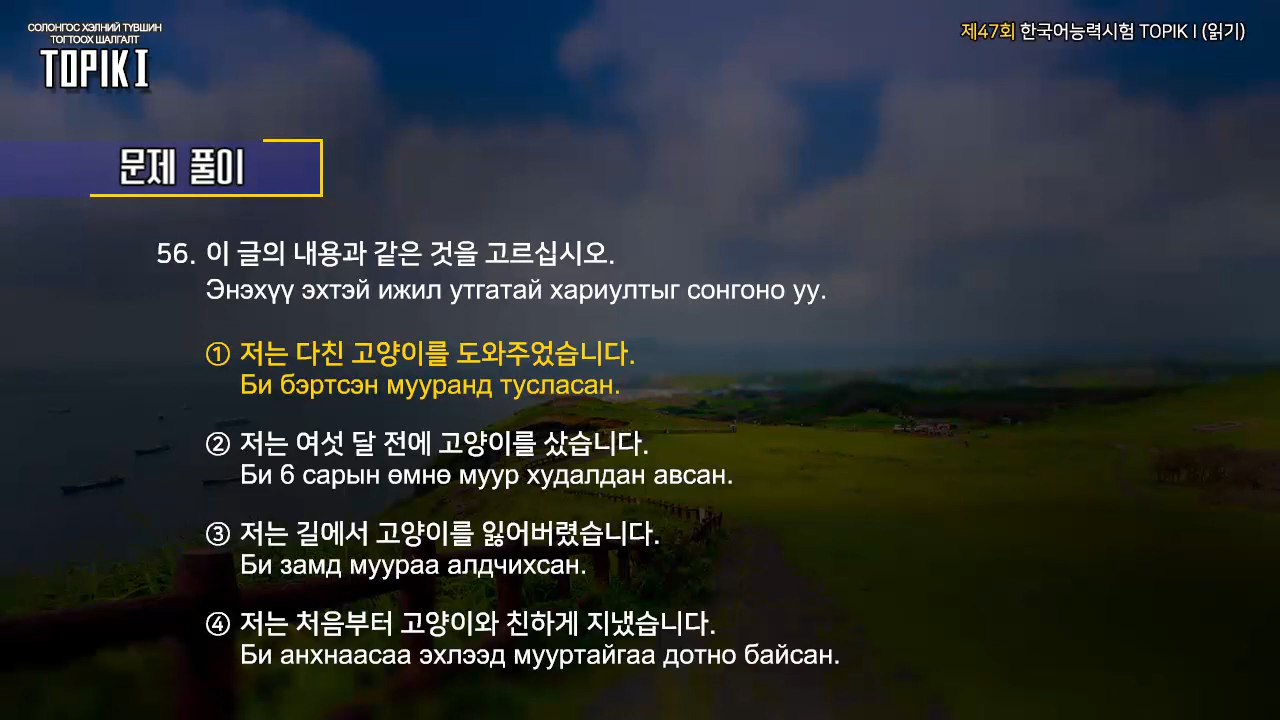 СОЛОНГОС ХЭЛНИЙ ТҮВШИН
ТОГТООХ ШАЛГАЛТ
TOPIK I
제47회 한국어능력시험 TOPIK I (읽기)
문제 풀이
56. 이 글의 내용과 같은 것을 고르십시오.
Энэхүү эхтэй ижил утгатай хариултыг сонгоно уу.
① 저는 다친 고양이를 도와주었습니다.
Би бэртсэн мууранд тусласан.
② 저는 여섯 달 전에 고양이를 샀습니다.
Би 6 сарын өмнө муур худалдан авсан.
③ 저는 길에서 고양이를 잃어버렸습니다.
Би замд муураа алдчихсан.
④ 저는 처음부터 고양이와 친하게 지냈습니다.
Би анхнаасаа эхлээд мууртайгаа дотно байсан.